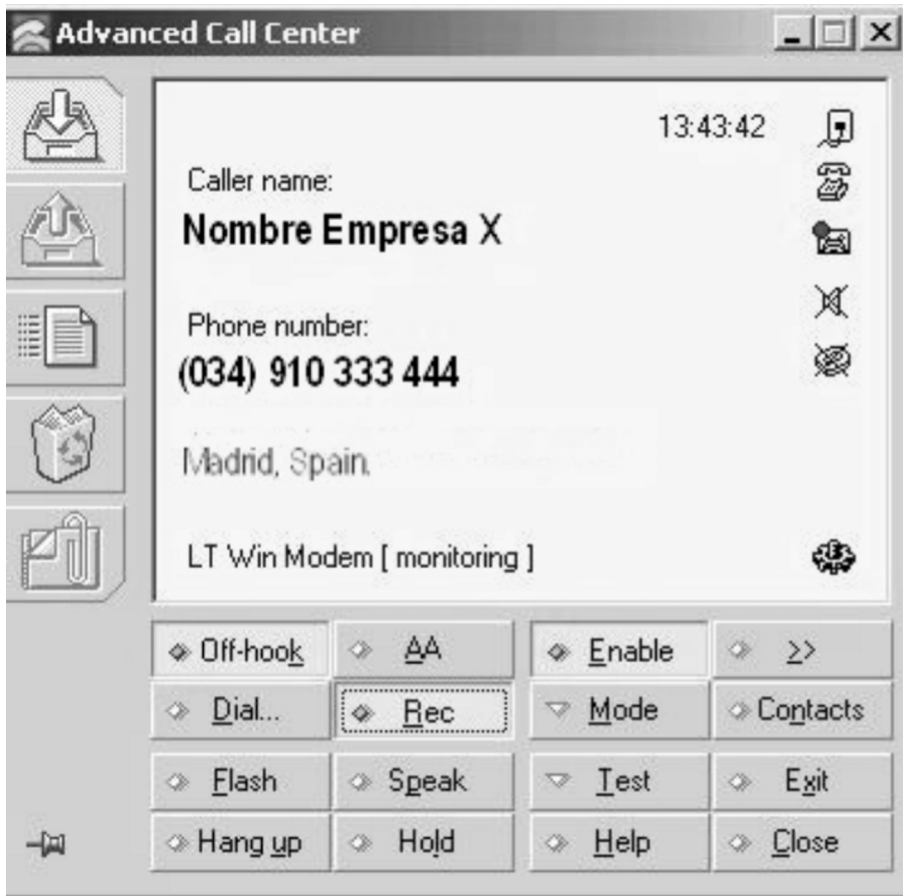 Advanced Call Center
13:43:42
Caller name:
Nombre Empresa X
Phone number:
(034) 910 333 444
Madrid, Spain.
LT Win Modem [ monitoring ]
Off-hook AA Enable >>
Dial... Rec Mode Contacts
Flash Speak Test Exit
Hang up Hold Help Close